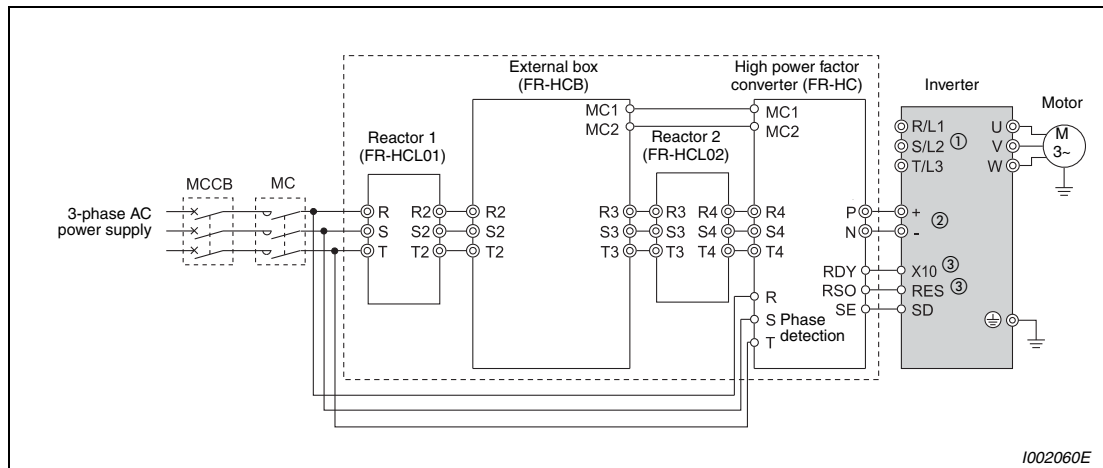 External box
(FR-HCB)
High power factor
converter (FR-HC)
Inverter
Motor
MC1
MC2
MC1
MC2
Reactor 1
(FR-HCL01)
Reactor 2
(FR-HCL02)
R/L1
S/L2 ①
T/L3
U
V
W
M
3~
MCCB
MC
3-phase AC
power supply
R
S
T
R2
S2
T2
R2
S2
T2
R3
S3
T3
R3
S3
T3
R4
S4
T4
R4
S4
T4
P
N
+
-
②
RDY
RSO
SE
X10 ③
RES ③
SD
R
S
T
Phase
detection
I002060E